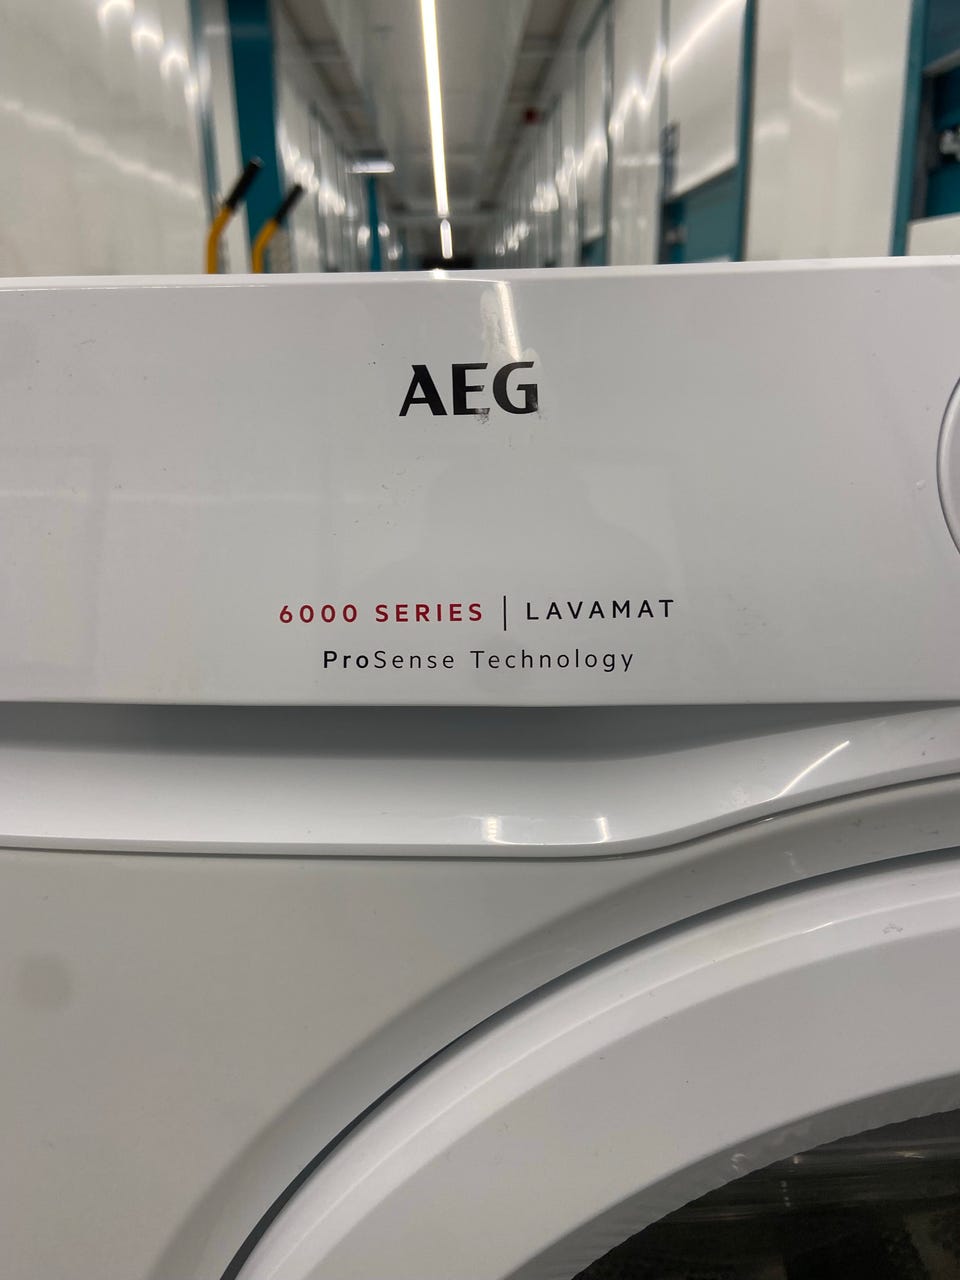 AEG
6000 SERIES | LAVAMAT
ProSense Technology